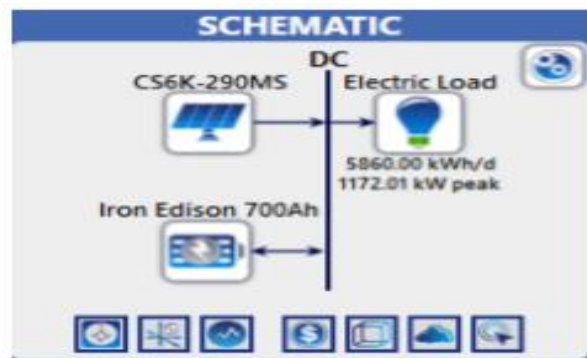 SCHEMATIC
DC
CS6K-290MS
Electric Load
5860.00 kWh/d
1172.01 kW peak
Iron Edison 700Ah